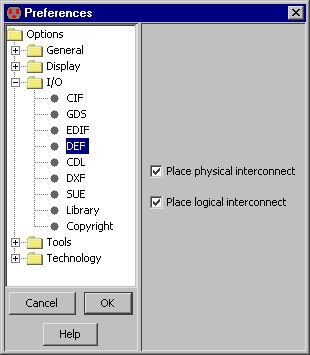 Preferences
Options
General
Display
I/O
CIF
GDS
EDIF
DEF
CDL
DXF
SUE
Library
Copyright
Tools
Technology
Place physical interconnect
Place logical interconnect
Cancel
OK
Help